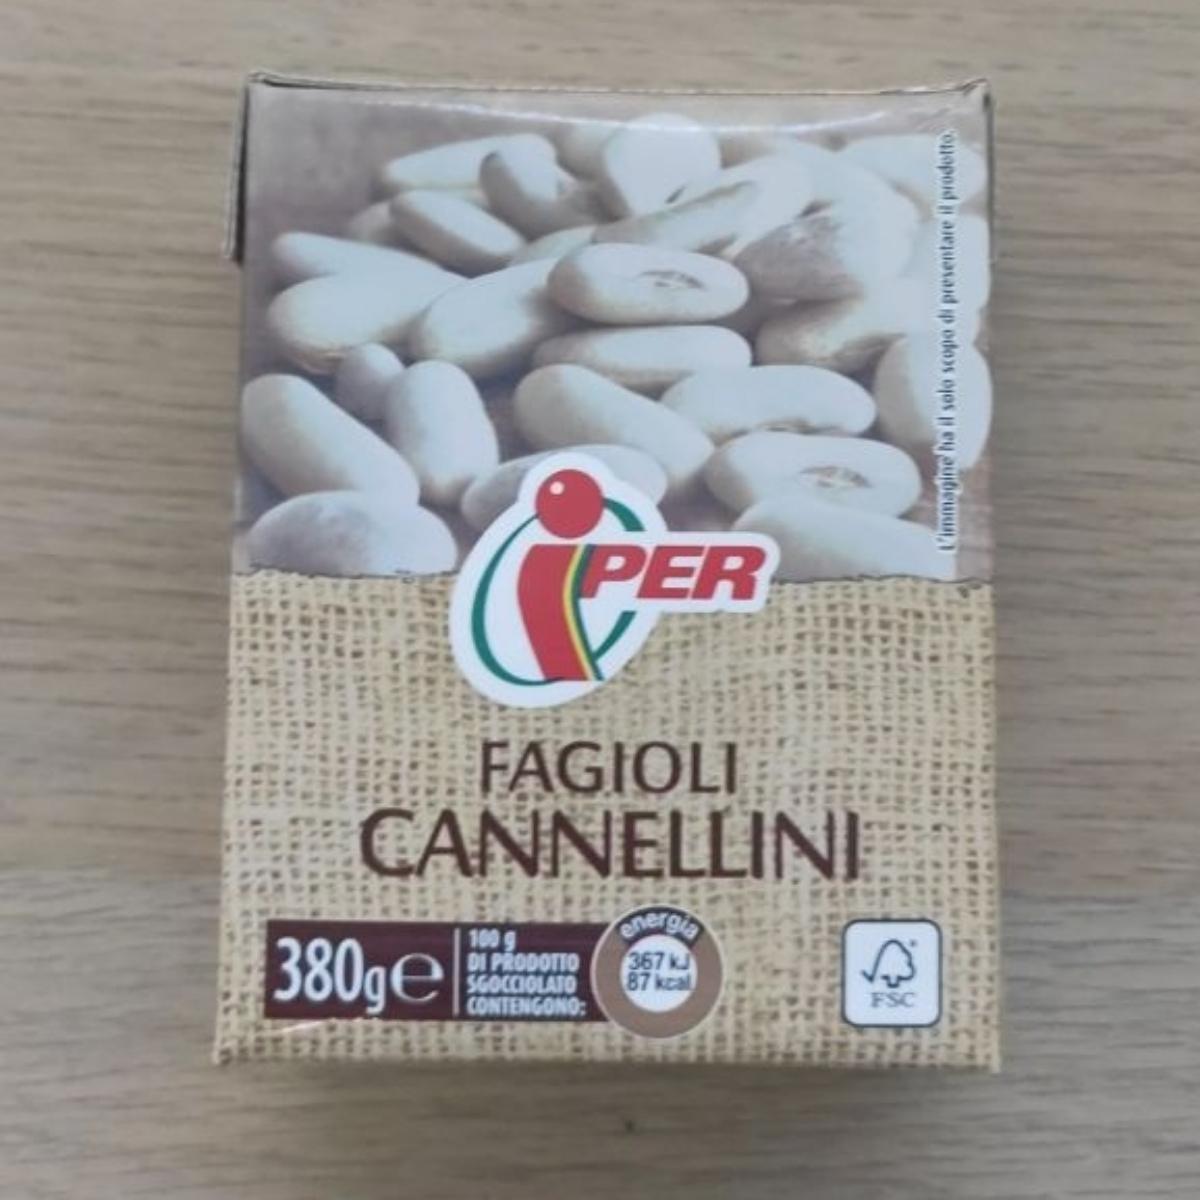 L'immagine ha il solo scopo di presentare il prodotto.
iPER
FAGIOLI
CANNELLINI
380g e
100 g
DI PRODOTTO
SGOCCIOLATO
CONTENGONO:
energia
367 kJ
87 kcal
FSC